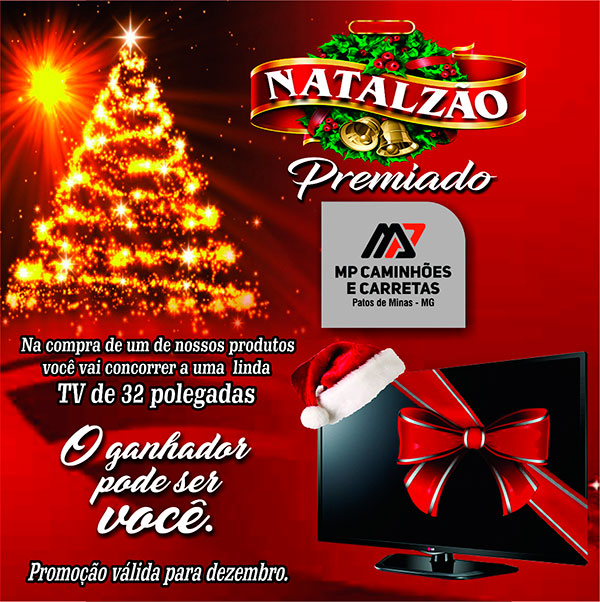 NATALZÃO
Premiado
MP CAMINHÕES
E CARRETAS
Patos de Minas - MG
Na compra de um de nossos produtos
você vai concorrer a uma linda
TV de 32 polegadas
O ganhador
pode ser
você.
Promoção válida para dezembro.